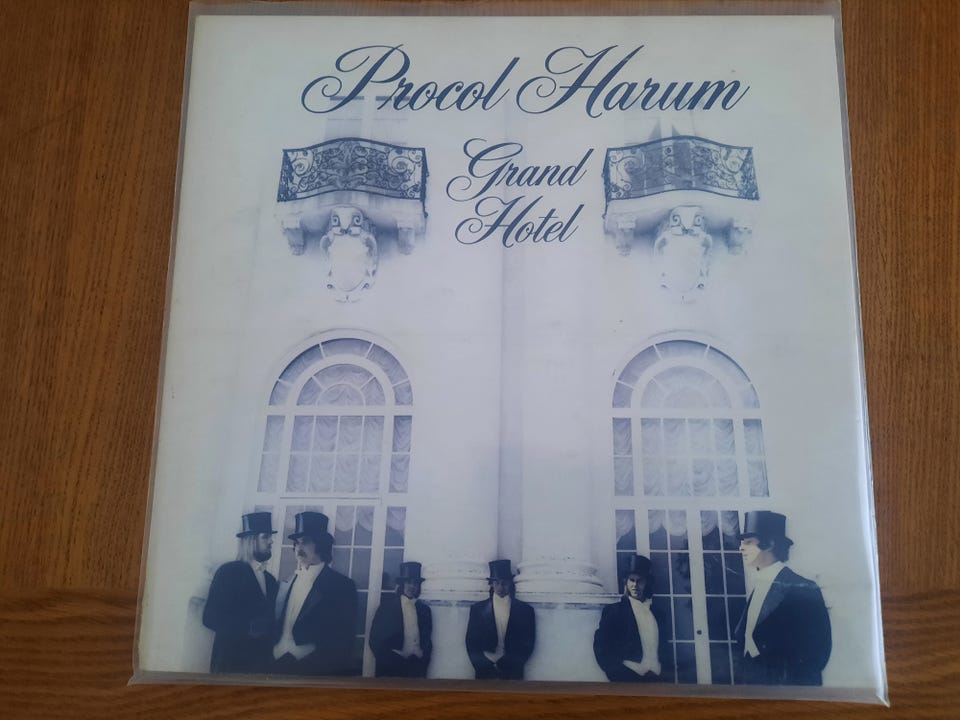 Procol Harum
Grand
Hotel